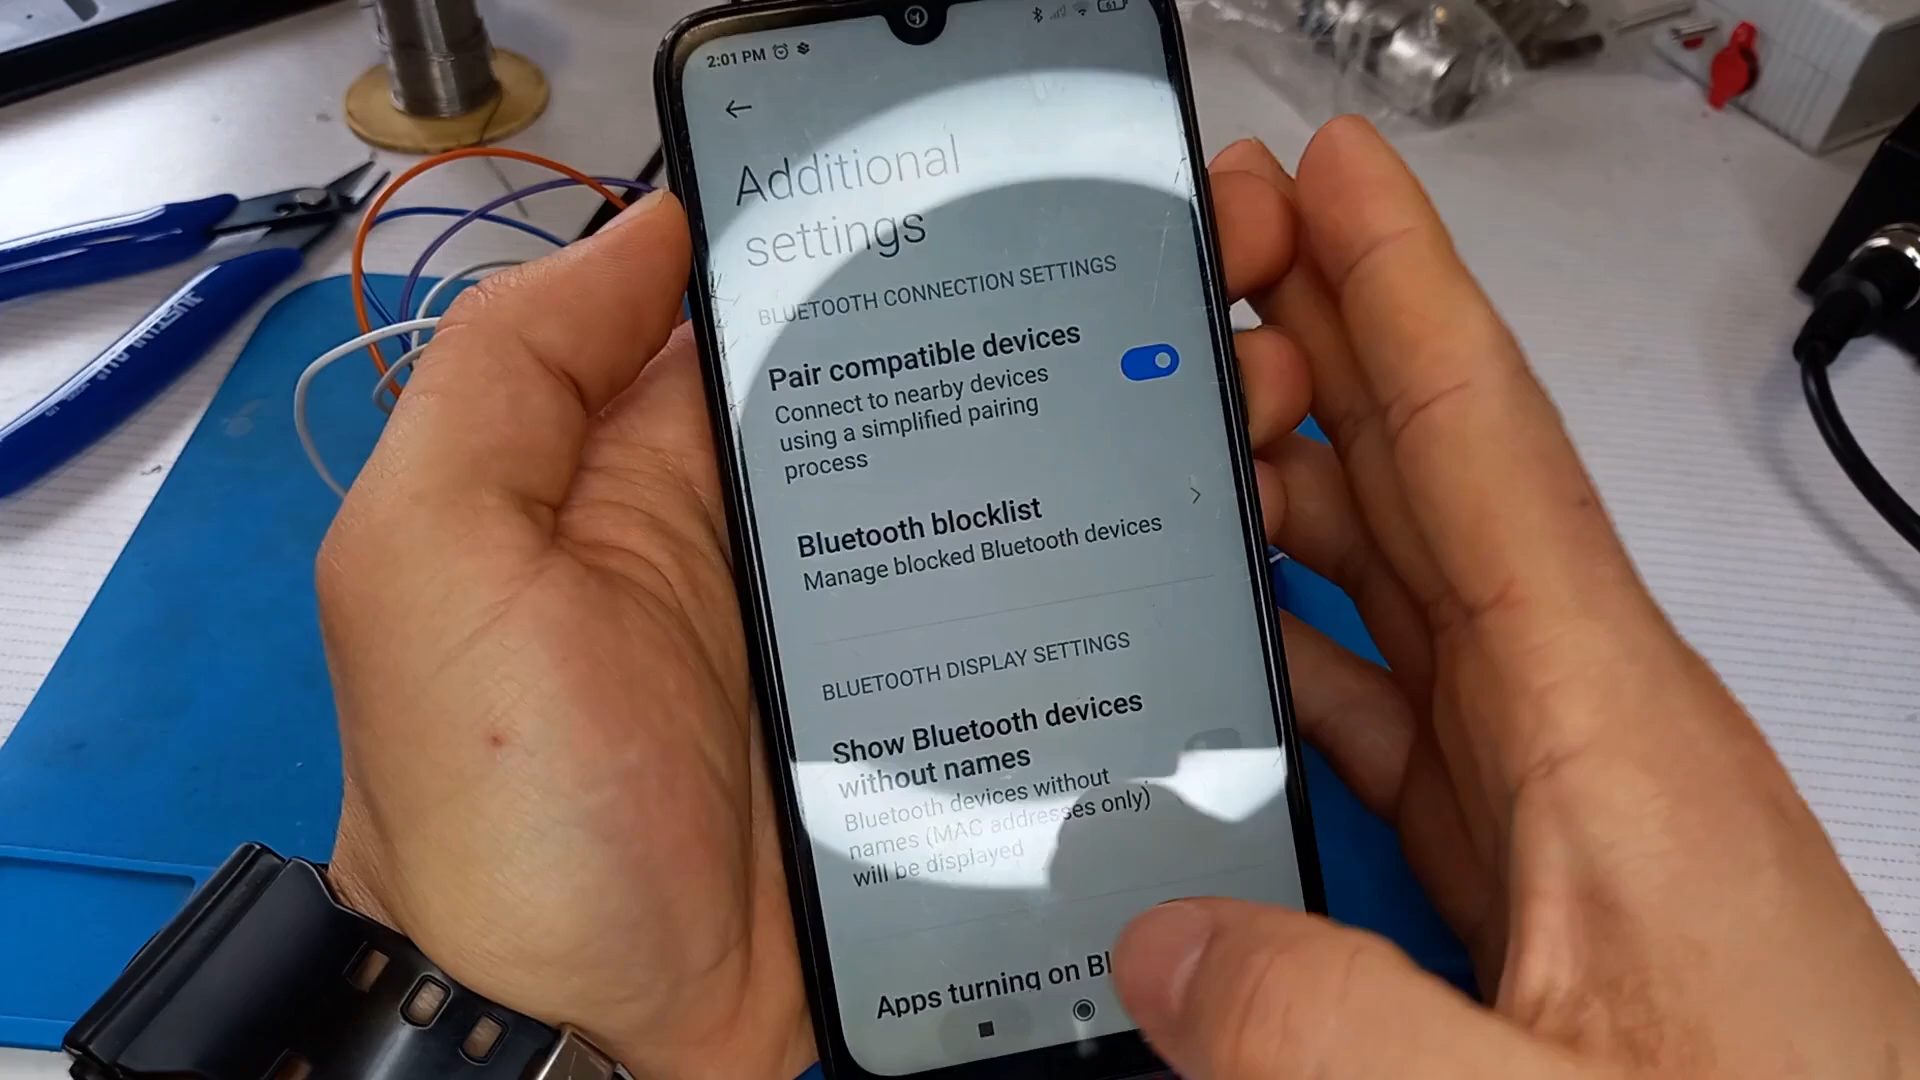 2:01 PM
61
Additional
settings
BLUETOOTH CONNECTION SETTINGS
Pair compatible devices
Connect to nearby devices
using a simplified pairing
process
Bluetooth blocklist
Manage blocked Bluetooth devices
BLUETOOTH DISPLAY SETTINGS
Show Bluetooth devices
without names
Bluetooth devices without
names (MAC addresses only)
will be displayed
Apps turning on Bl